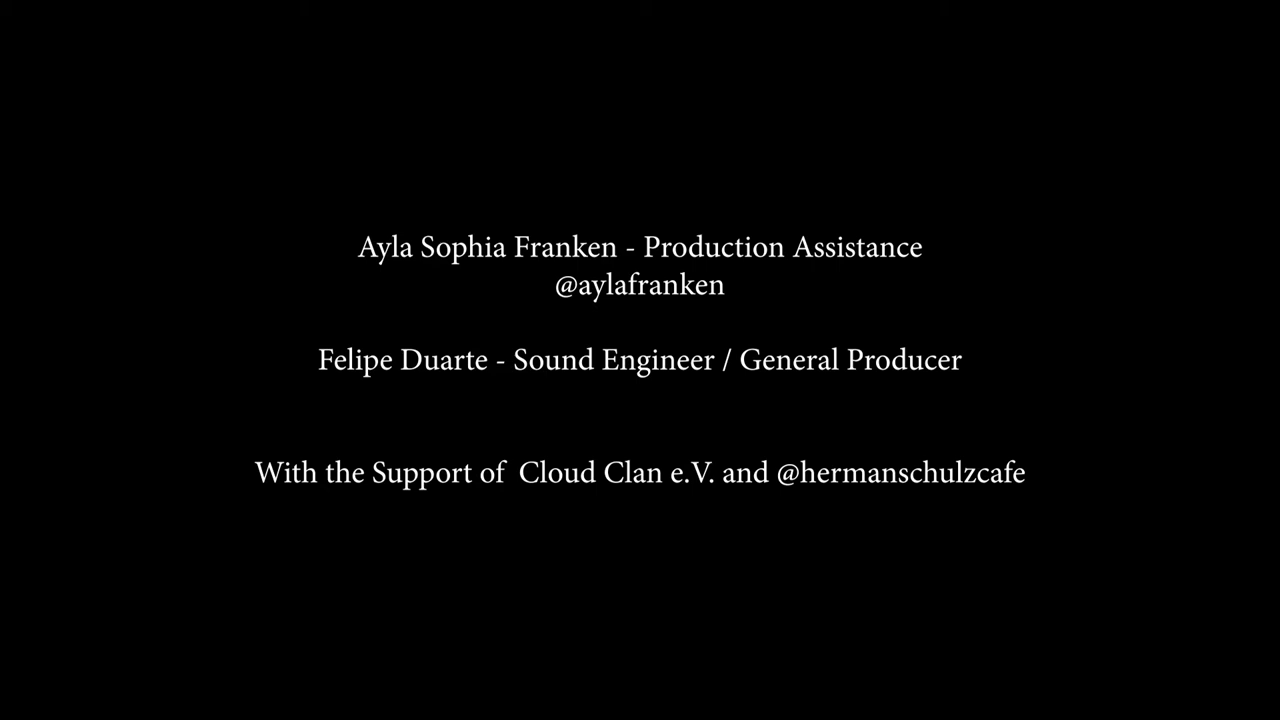 Ayla Sophia Franken - Production Assistance
@aylafranken
Felipe Duarte - Sound Engineer / General Producer
With the Support of  Cloud Clan e.V. and @hermanschulzcafe